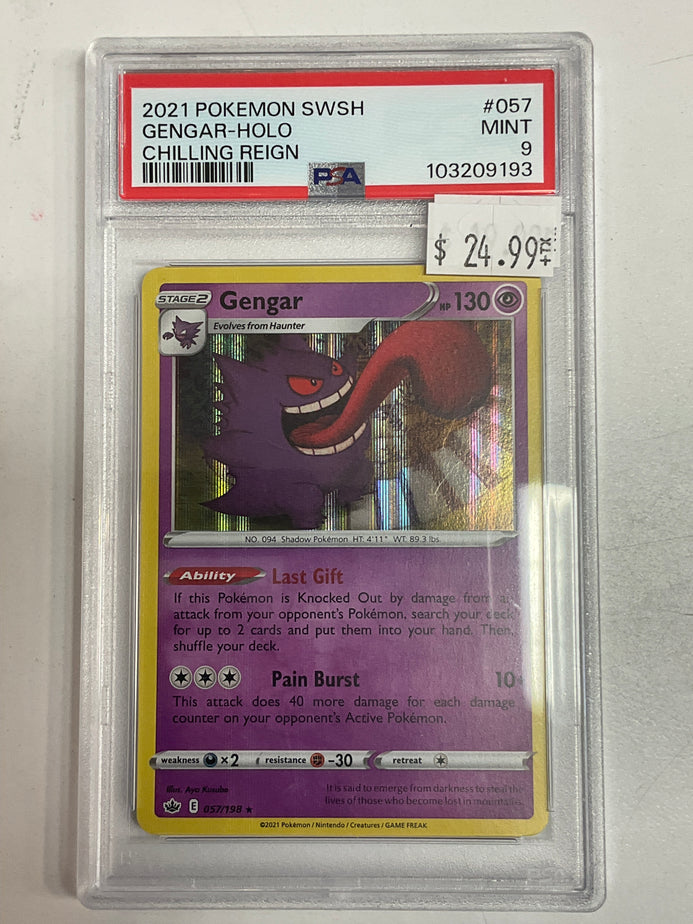 2021 POKEMON SWSH #057
GENGAR-HOLO MINT
CHILLING REIGN 9
PSA 103209193
$ 24.99 +TX
STAGE 2 Gengar HP 130
Evolves from Haunter
NO. 094 Shadow Pokémon HT: 4'11" WT: 89.3 lbs.
Ability Last Gift
If this Pokémon is Knocked Out by damage from an
attack from your opponent's Pokémon, search your deck
for up to 2 cards and put them into your hand. Then,
shuffle your deck.
Pain Burst 10+
This attack does 40 more damage for each damage
counter on your opponent's Active Pokémon.
weakness ×2 resistance -30 retreat
Illus. Ayo Kusube
It is said to emerge from darkness to steal the
lives of those who become lost in mountains.
E 057/198 ★
©2021 Pokémon / Nintendo / Creatures / GAME FREAK